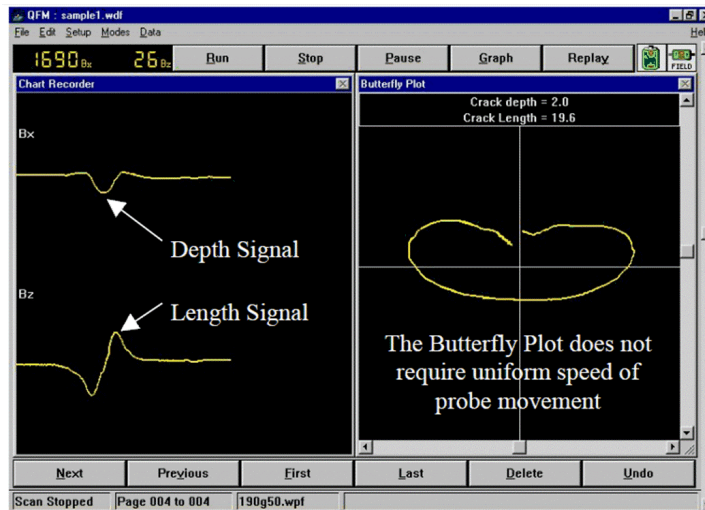 QFM : sample1.wdf
File Edit Setup Modes Data Hel
1690Bx 26Bz Run Stop Pause Graph Replay FIELD
Chart Recorder
Butterfly Plot
Crack depth = 2.0
Crack Length = 19.6
Bx
Depth Signal
Bz
Length Signal
The Butterfly Plot does not
require uniform speed of
probe movement
Next Previous First Last Delete Undo
Scan Stopped Page 004 to 004 190g50.wpf